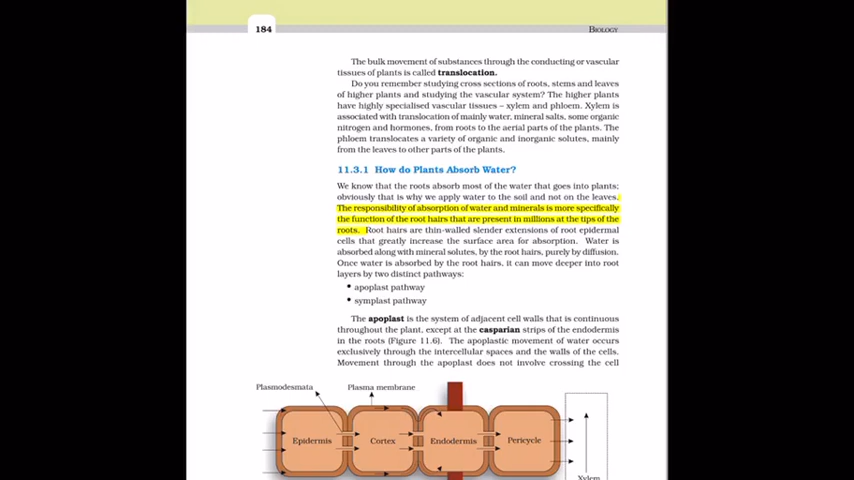 184
BIOLOGY
The bulk movement of substances through the conducting or vascular
tissues of plants is called translocation.
Do you remember studying cross sections of roots, stems and leaves
of higher plants and studying the vascular system? The higher plants
have highly specialised vascular tissues – xylem and phloem. Xylem is
associated with translocation of mainly water, mineral salts, some organic
nitrogen and hormones, from roots to the aerial parts of the plants. The
phloem translocates a variety of organic and inorganic solutes, mainly
from the leaves to other parts of the plants.
11.3.1 How do Plants Absorb Water?
We know that the roots absorb most of the water that goes into plants;
obviously that is why we apply water to the soil and not on the leaves.
The responsibility of absorption of water and minerals is more specifically
the function of the root hairs that are present in millions at the tips of the
roots. Root hairs are thin-walled slender extensions of root epidermal
cells that greatly increase the surface area for absorption. Water is
absorbed along with mineral solutes, by the root hairs, purely by diffusion.
Once water is absorbed by the root hairs, it can move deeper into root
layers by two distinct pathways:
• apoplast pathway
• symplast pathway
The apoplast is the system of adjacent cell walls that is continuous
throughout the plant, except at the casparian strips of the endodermis
in the roots (Figure 11.6). The apoplastic movement of water occurs
exclusively through the intercellular spaces and the walls of the cells.
Movement through the apoplast does not involve crossing the cell
Plasmodesmata
Plasma membrane
Epidermis
Cortex
Endodermis
Pericycle
Xylem